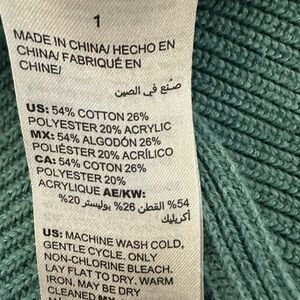 1
MADE IN CHINA/ HECHO EN
CHINA/ FABRIQUÉ EN
CHINE/
صنع في الصين
US: 54% COTTON 26%
POLYESTER 20% ACRYLIC
MX: 54% ALGODÓN 26%
POLIÉSTER 20% ACRÍLICO
CA: 54% COTON 26%
POLYESTER 20%
ACRYLIQUE AE/KW:
54% القطن 26% بوليستر 20%
أكريليك
US: MACHINE WASH COLD,
GENTLE CYCLE. ONLY
NON-CHLORINE BLEACH.
LAY FLAT TO DRY. WARM
IRON. MAY BE DRY
CLEANED MX: